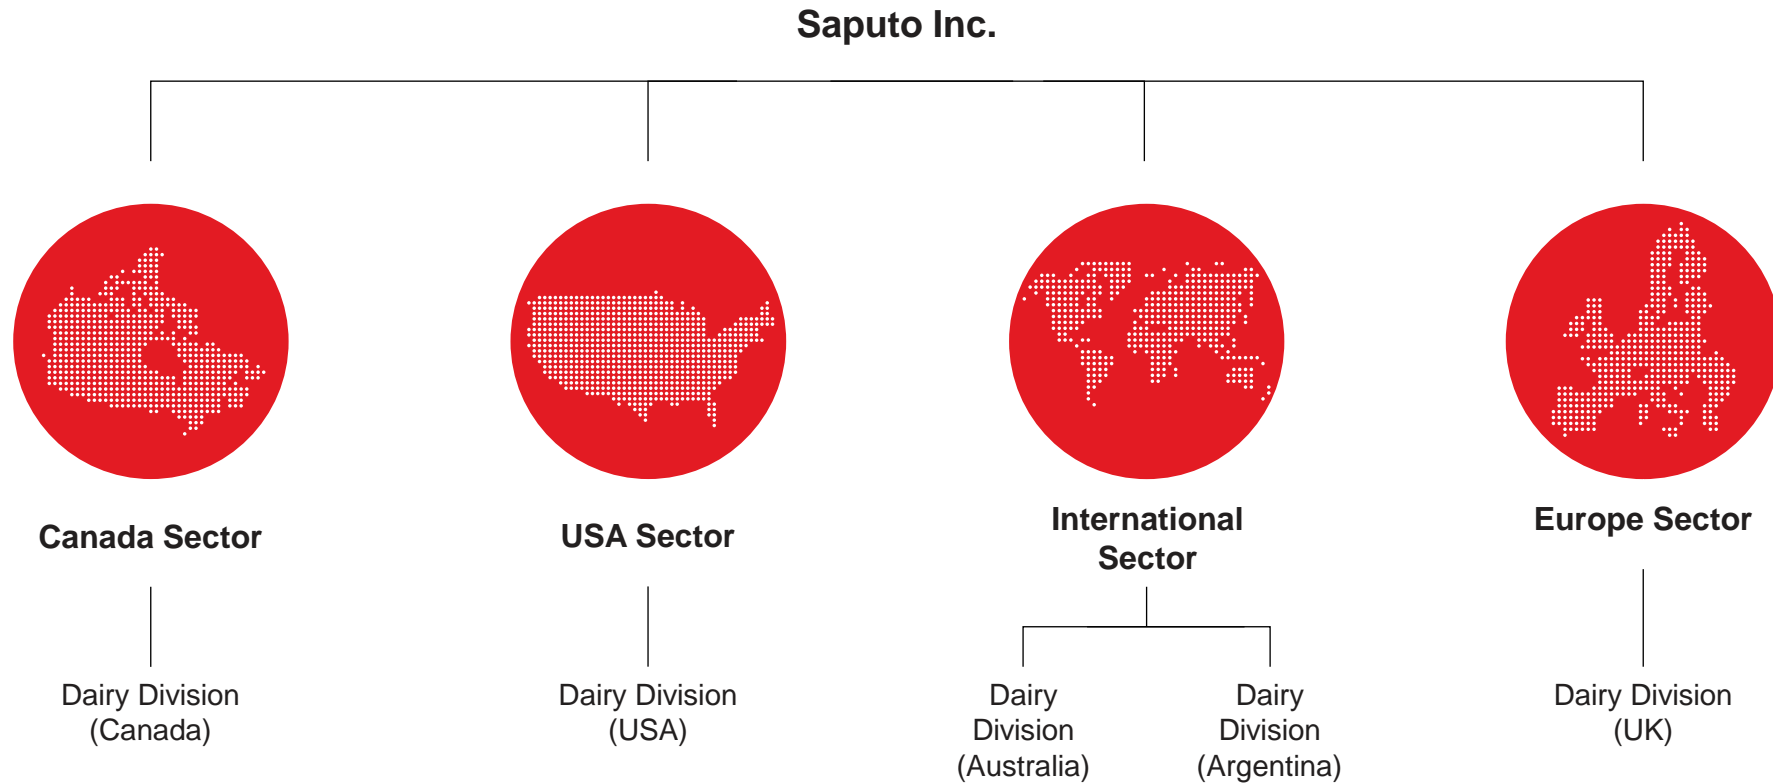 Saputo Inc.
Canada Sector
USA Sector
International
Sector
Europe Sector
Dairy Division
(Canada)
Dairy Division
(USA)
Dairy
Division
(Australia)
Dairy
Division
(Argentina)
Dairy Division
(UK)